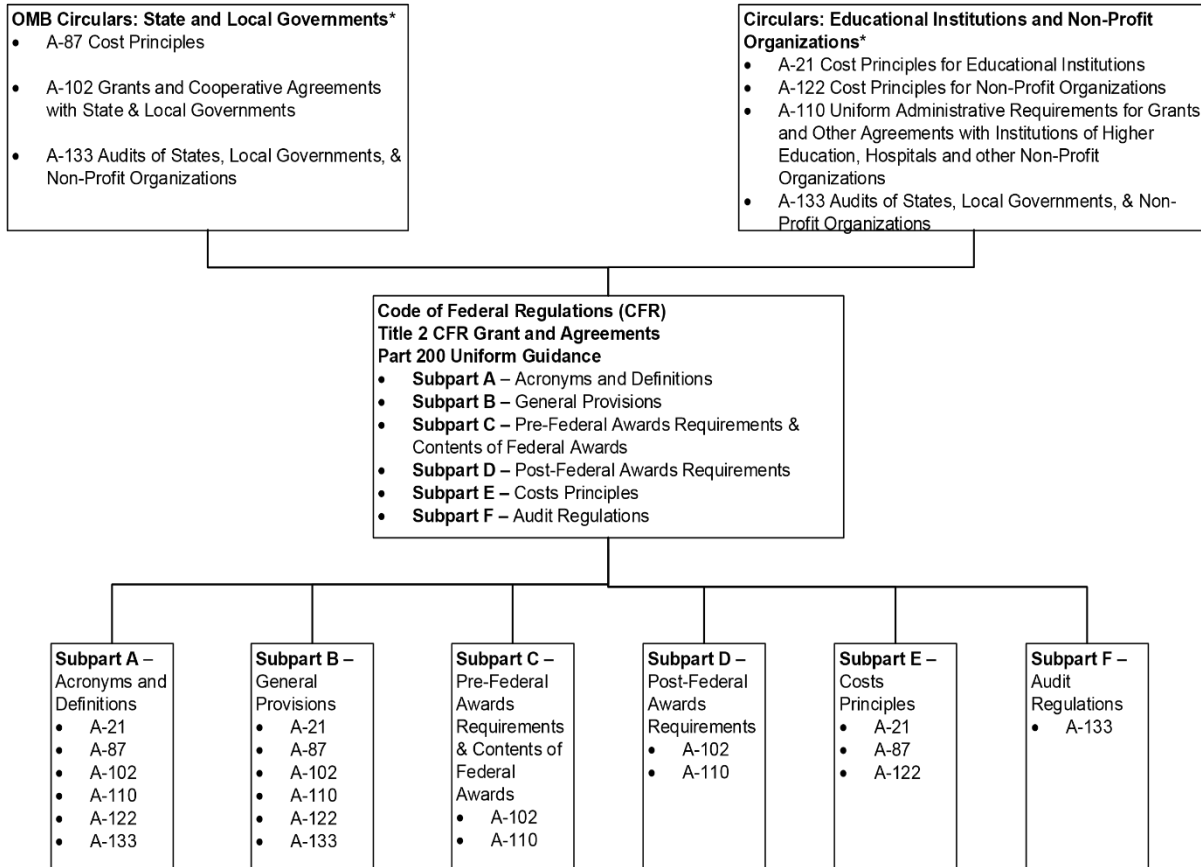 OMB Circulars: State and Local Governments*
• A-87 Cost Principles
• A-102 Grants and Cooperative Agreements
with State & Local Governments
• A-133 Audits of States, Local Governments, &
Non-Profit Organizations
Circulars: Educational Institutions and Non-Profit
Organizations*
• A-21 Cost Principles for Educational Institutions
• A-122 Cost Principles for Non-Profit Organizations
• A-110 Uniform Administrative Requirements for Grants
and Other Agreements with Institutions of Higher
Education, Hospitals and other Non-Profit
Organizations
• A-133 Audits of States, Local Governments, & Non-
Profit Organizations
Code of Federal Regulations (CFR)
Title 2 CFR Grant and Agreements
Part 200 Uniform Guidance
• Subpart A – Acronyms and Definitions
• Subpart B – General Provisions
• Subpart C – Pre-Federal Awards Requirements &
Contents of Federal Awards
• Subpart D – Post-Federal Awards Requirements
• Subpart E – Costs Principles
• Subpart F – Audit Regulations
Subpart A –
Acronyms and
Definitions
• A-21
• A-87
• A-102
• A-110
• A-122
• A-133
Subpart B –
General
Provisions
• A-21
• A-87
• A-102
• A-110
• A-122
• A-133
Subpart C –
Pre-Federal
Awards
Requirements
& Contents of
Federal
Awards
• A-102
• A-110
Subpart D –
Post-Federal
Awards
Requirements
• A-102
• A-110
Subpart E –
Costs
Principles
• A-21
• A-87
• A-122
Subpart F –
Audit
Regulations
• A-133